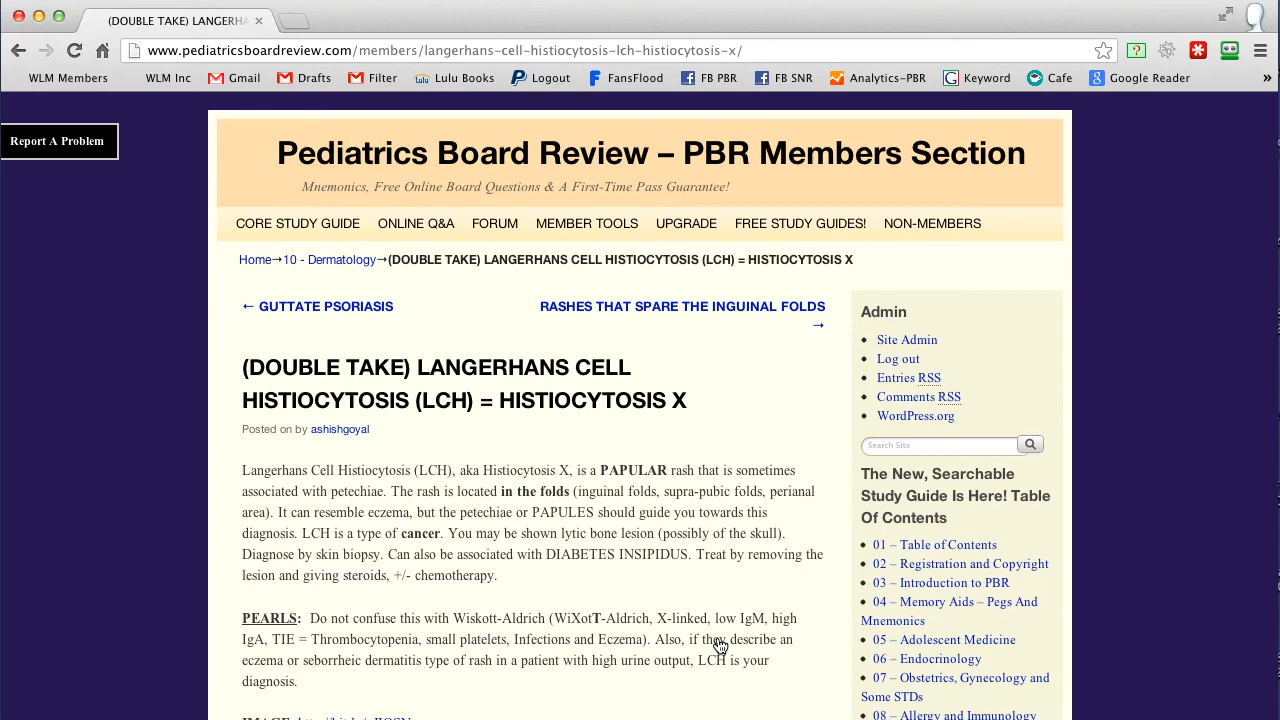 (DOUBLE TAKE) LANGERHA
www.pediatricsboardreview.com/members/langerhans-cell-histiocytosis-lch-histiocytosis-x/
WLM Members WLM Inc Gmail Drafts Filter Lulu Books Logout FansFlood FB PBR FB SNR Analytics-PBR Keyword Cafe Google Reader »
Report A Problem
Pediatrics Board Review – PBR Members Section
Mnemonics, Free Online Board Questions & A First-Time Pass Guarantee!
CORE STUDY GUIDE ONLINE Q&A FORUM MEMBER TOOLS UPGRADE FREE STUDY GUIDES! NON-MEMBERS
Home→10 - Dermatology→(DOUBLE TAKE) LANGERHANS CELL HISTIOCYTOSIS (LCH) = HISTIOCYTOSIS X
← GUTTATE PSORIASIS
RASHES THAT SPARE THE INGUINAL FOLDS
→
(DOUBLE TAKE) LANGERHANS CELL
HISTIOCYTOSIS (LCH) = HISTIOCYTOSIS X
Posted on by ashishgoyal
Langerhans Cell Histiocytosis (LCH), aka Histiocytosis X, is a PAPULAR rash that is sometimes
associated with petechiae. The rash is located in the folds (inguinal folds, supra-pubic folds, perianal
area). It can resemble eczema, but the petechiae or PAPULES should guide you towards this
diagnosis. LCH is a type of cancer. You may be shown lytic bone lesion (possibly of the skull).
Diagnose by skin biopsy. Can also be associated with DIABETES INSIPIDUS. Treat by removing the
lesion and giving steroids, +/- chemotherapy.
PEARLS: Do not confuse this with Wiskott-Aldrich (WiXotT-Aldrich, X-linked, low IgM, high
IgA, TIE = Thrombocytopenia, small platelets, Infections and Eczema). Also, if they describe an
eczema or seborrheic dermatitis type of rash in a patient with high urine output, LCH is your
diagnosis.
Admin
Site Admin
Log out
Entries RSS
Comments RSS
WordPress.org
Search Site
The New, Searchable
Study Guide Is Here! Table
Of Contents
01 – Table of Contents
02 – Registration and Copyright
03 – Introduction to PBR
04 – Memory Aids – Pegs And
Mnemonics
05 – Adolescent Medicine
06 – Endocrinology
07 – Obstetrics, Gynecology and
Some STDs
08 – Allergy and Immunology